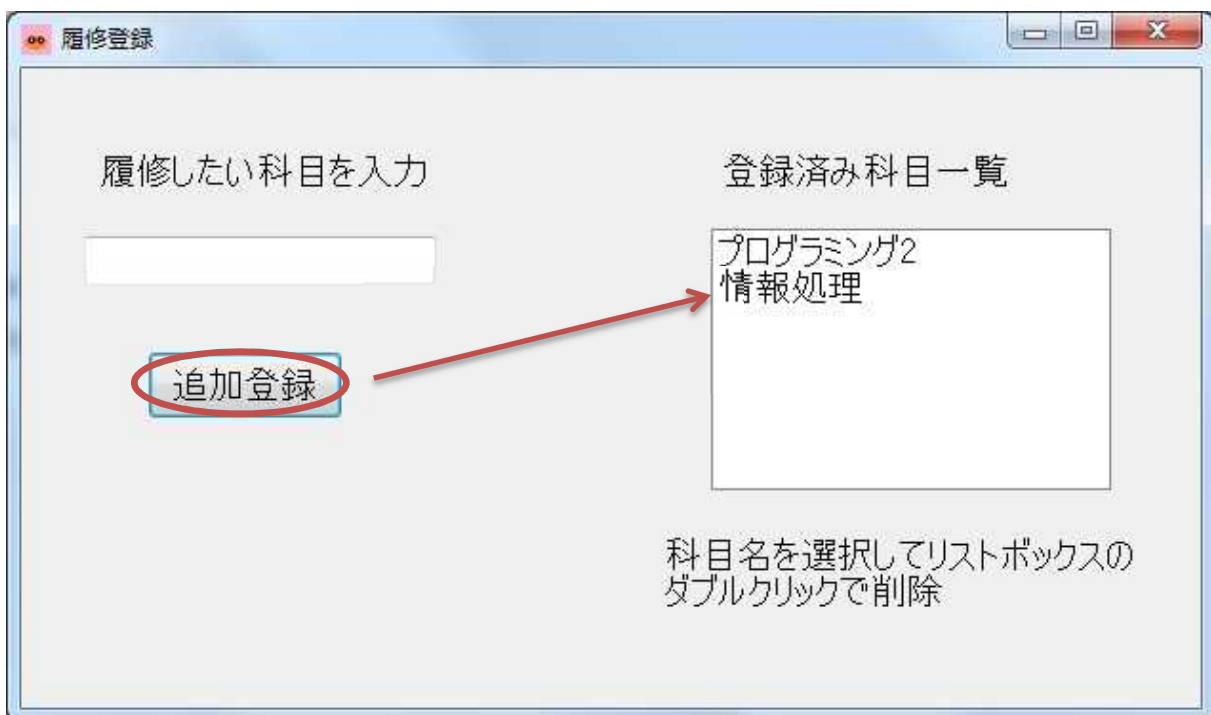 履修登録
履修したい科目を入力
追加登録
登録済み科目一覧
プログラミング2
情報処理
科目名を選択してリストボックスの
ダブルクリックで削除